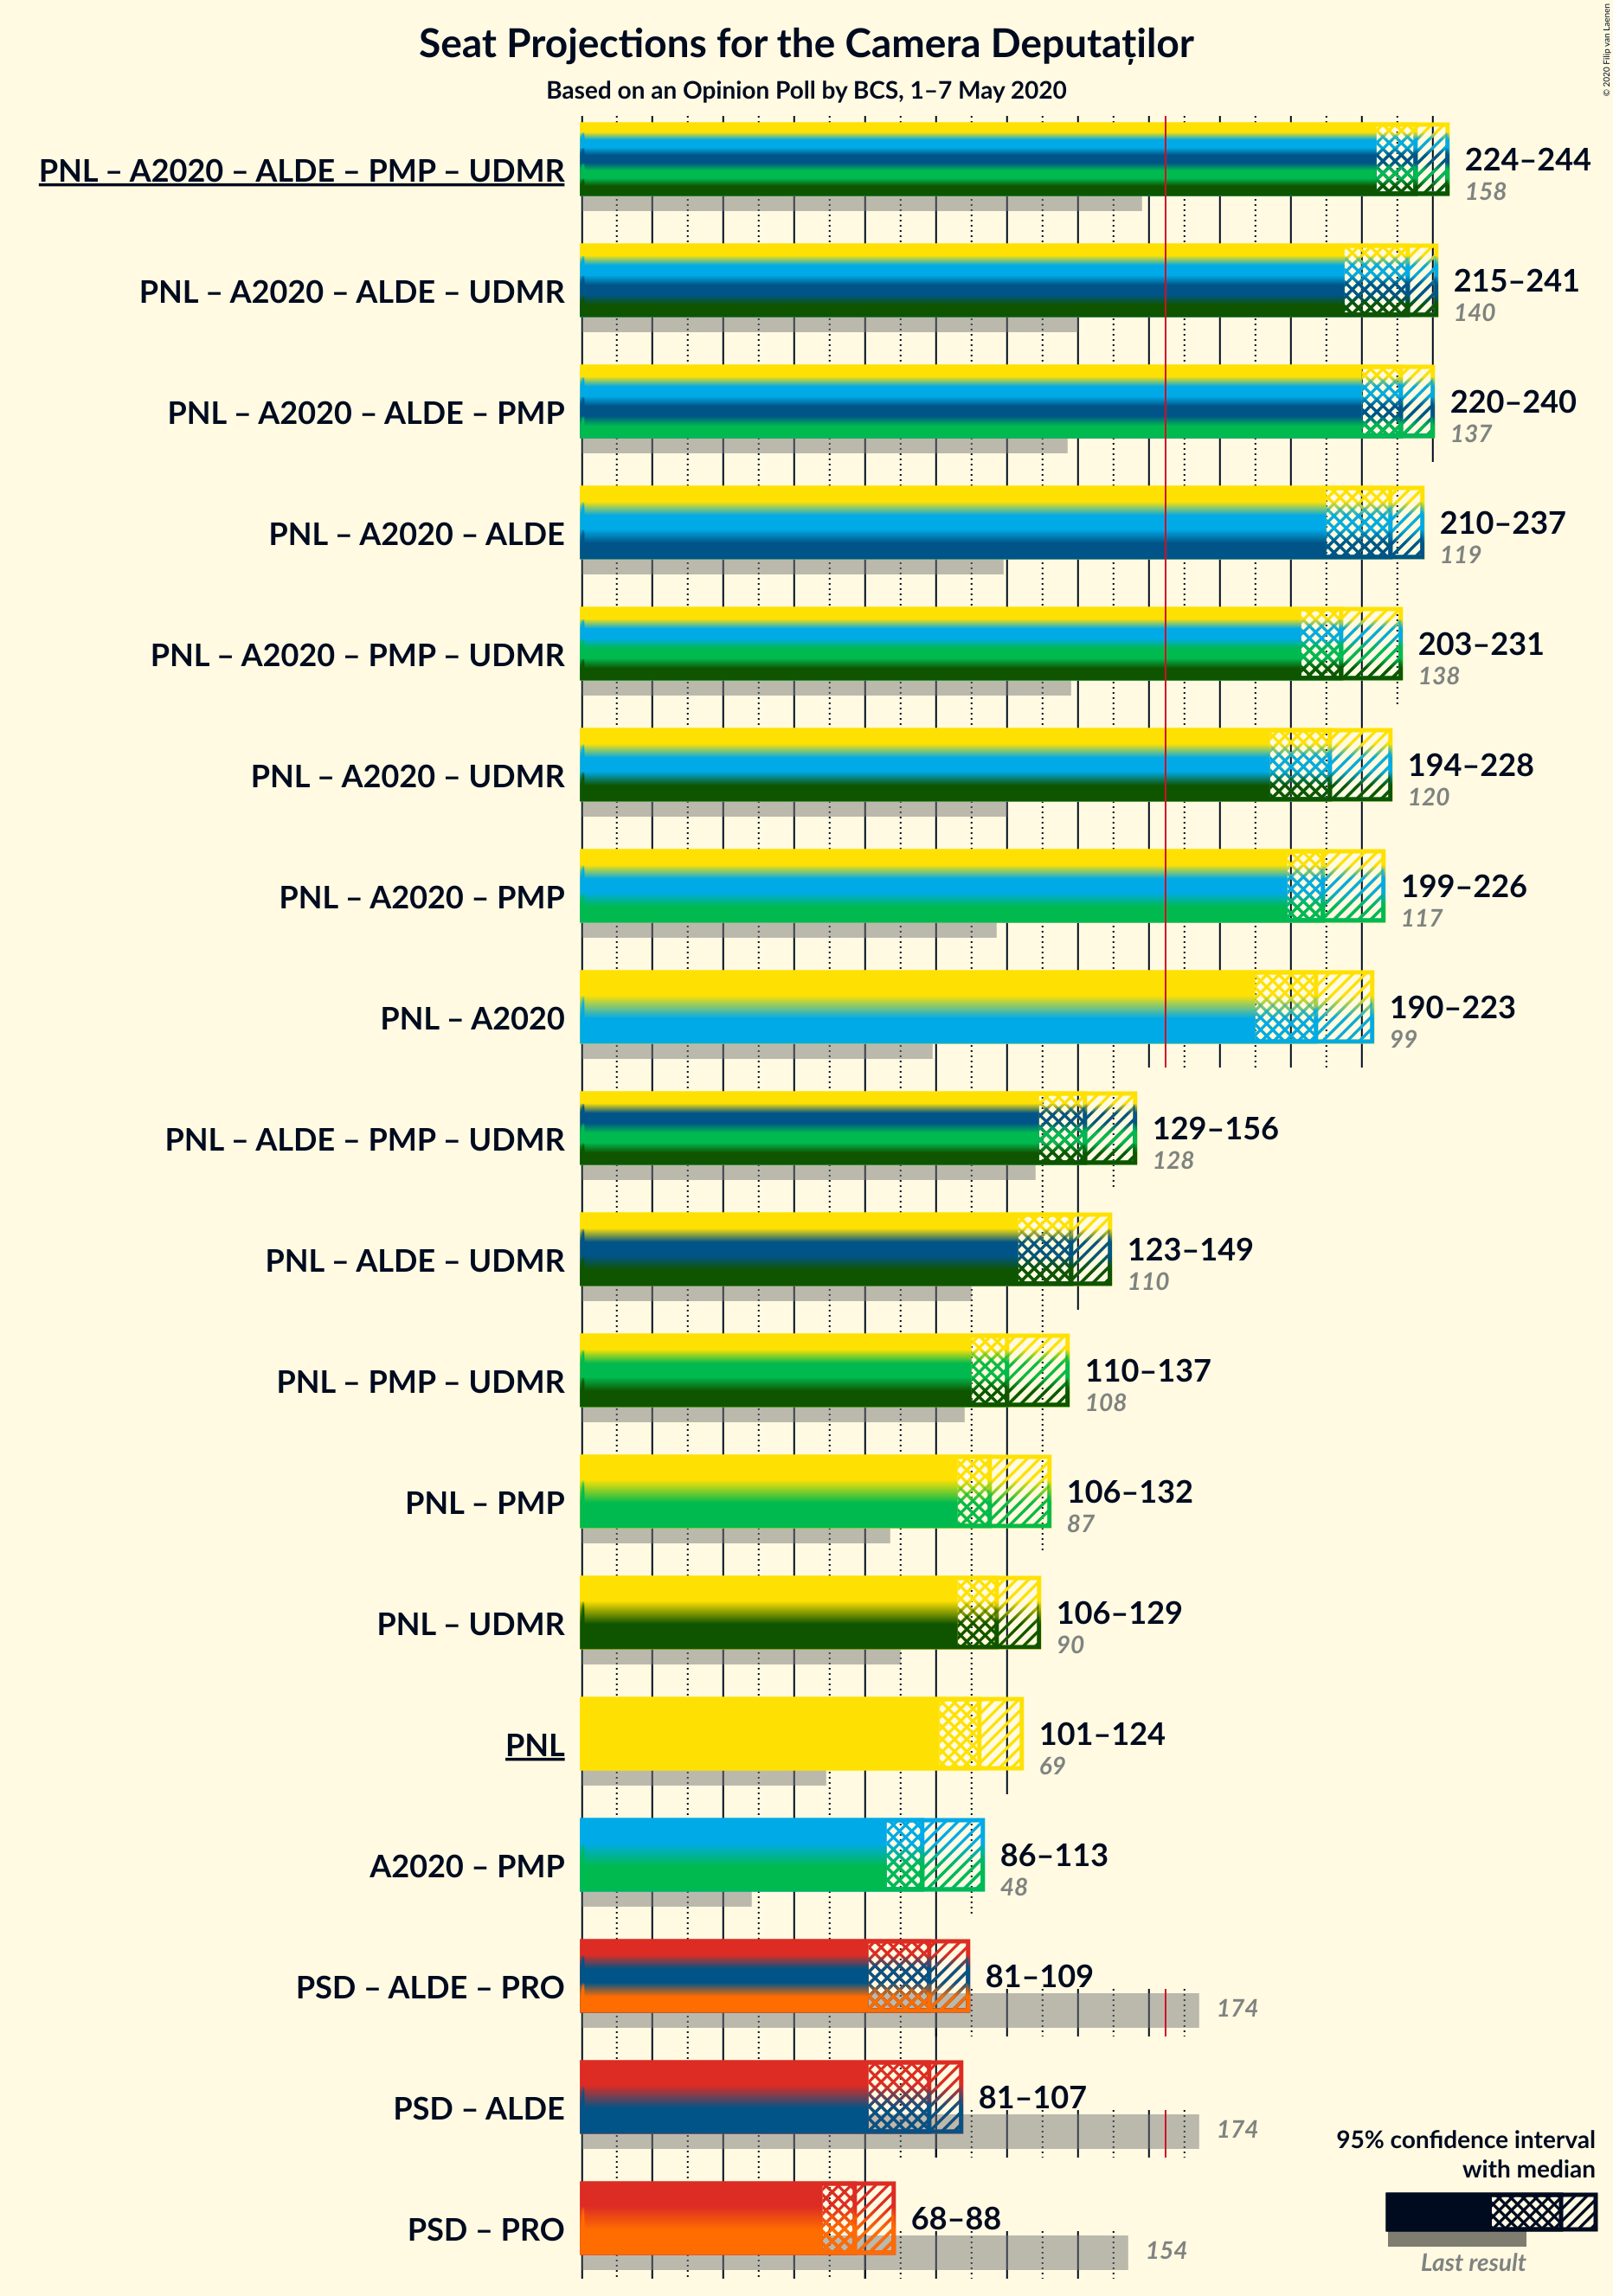 Seat Projections for the Camera Deputaților
Based on an Opinion Poll by BCS, 1–7 May 2020
© 2020 Filip van Laenen
PNL – A2020 – ALDE – PMP – UDMR
224–244
158
PNL – A2020 – ALDE – UDMR
215–241
140
PNL – A2020 – ALDE – PMP
220–240
137
PNL – A2020 – ALDE
210–237
119
PNL – A2020 – PMP – UDMR
203–231
138
PNL – A2020 – UDMR
194–228
120
PNL – A2020 – PMP
199–226
117
PNL – A2020
190–223
99
PNL – ALDE – PMP – UDMR
129–156
128
PNL – ALDE – UDMR
123–149
110
PNL – PMP – UDMR
110–137
108
PNL – PMP
106–132
87
PNL – UDMR
106–129
90
PNL
101–124
69
A2020 – PMP
86–113
48
PSD – ALDE – PRO
81–109
174
PSD – ALDE
81–107
174
PSD – PRO
68–88
154
95% confidence interval
with median
Last result